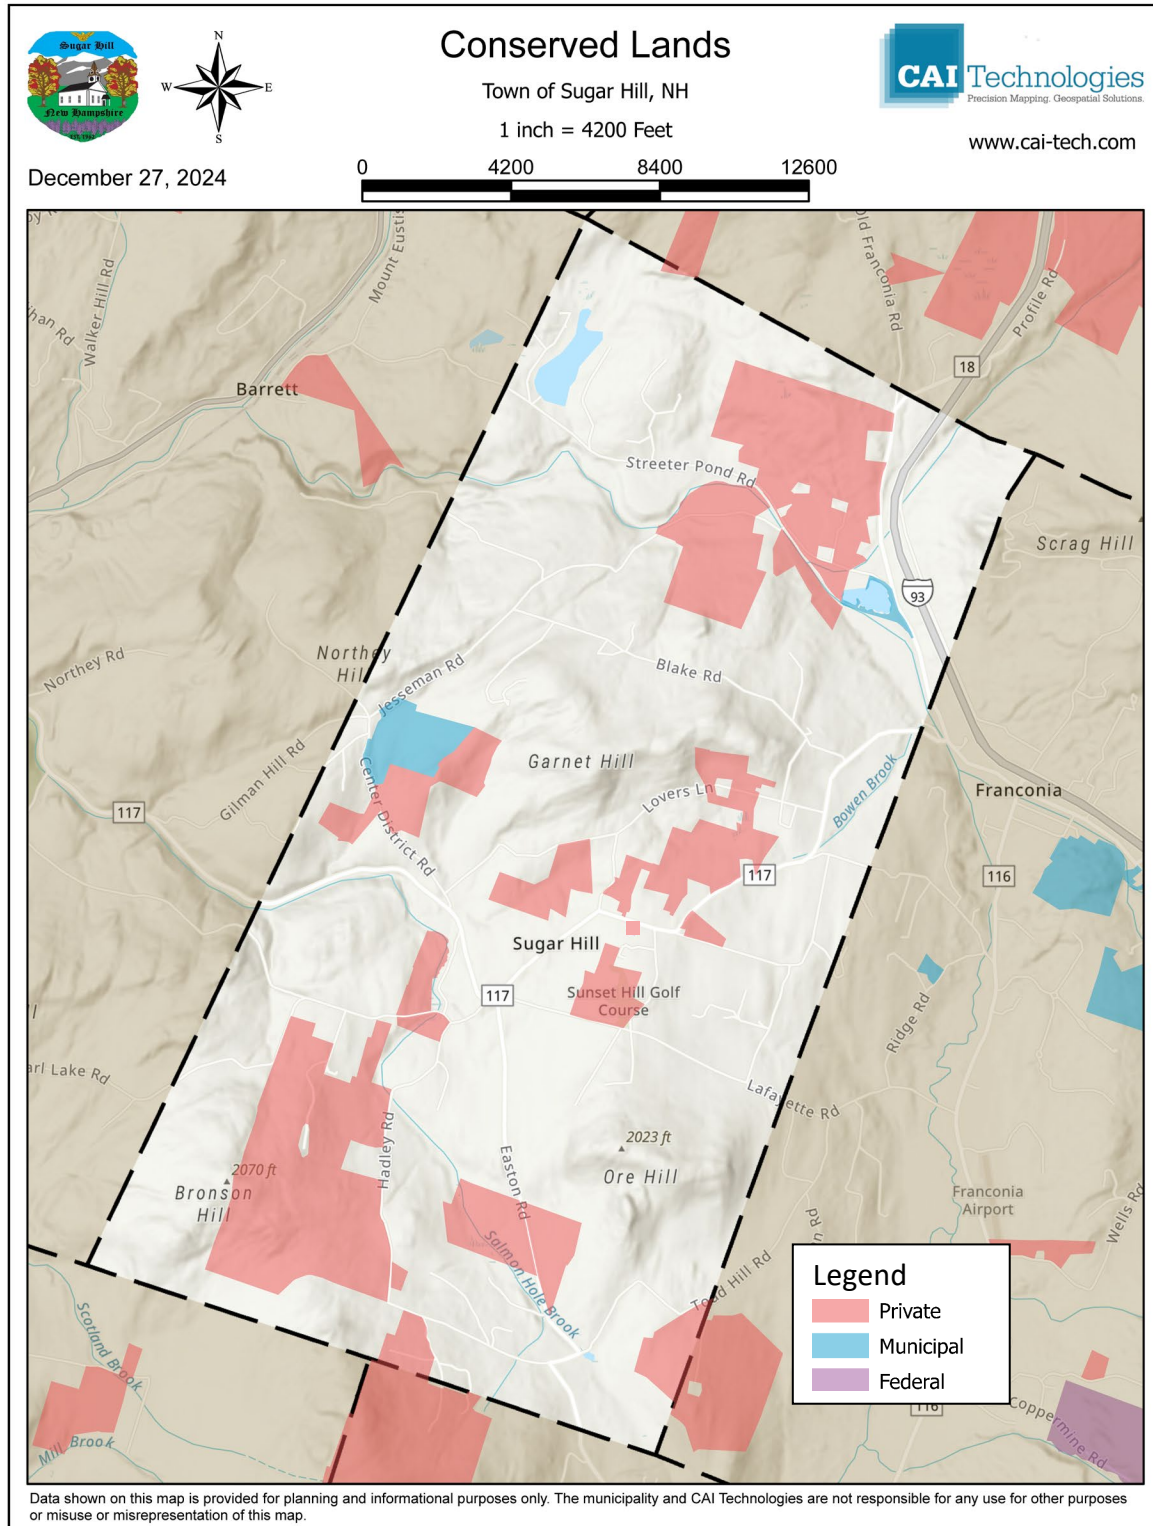 Sugar Hill
New Hampshire
N
W
E
S
Conserved Lands
Town of Sugar Hill, NH
1 inch = 4200 Feet
CAI Technologies
Precision Mapping. Geospatial Solutions.
www.cai-tech.com
December 27, 2024
0 4200 8400 12600
Walker Hill Rd
Mount Eustis
Old Franconia Rd
Profile Rd
18
Barrett
Streeter Pond Rd
Scrag Hill
93
Northey Rd
Northey
Hill
Jesseman Rd
Blake Rd
Gilman Hill Rd
Center District Rd
Garnet Hill
Lovers Ln
Bowen Brook
Franconia
117
117
116
Sugar Hill
117
Sunset Hill Golf
Course
Ridge Rd
arl Lake Rd
Lafayette Rd
Hadley Rd
Easton Rd
2023 ft
Ore Hill
2070 ft
Bronson
Hill
Franconia
Airport
Wells Rd
Salmon Hole Brook
Toad Hill Rd
Scotland Brook
Mill Brook
116
Coppermine Rd
Legend
Private
Municipal
Federal
Data shown on this map is provided for planning and informational purposes only. The municipality and CAI Technologies are not responsible for any use for other purposes
or misuse or misrepresentation of this map.